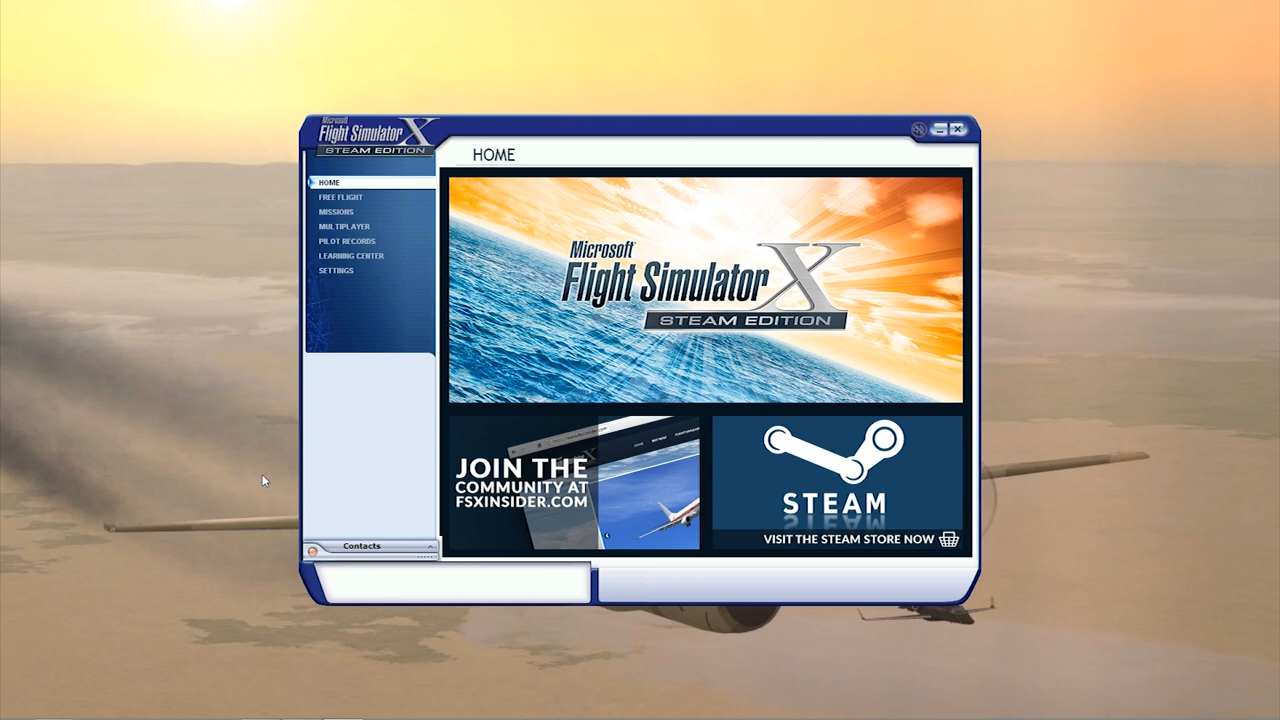 Microsoft
Flight Simulator X
STEAM EDITION
HOME
HOME
FREE FLIGHT
MISSIONS
MULTIPLAYER
PILOT RECORDS
LEARNING CENTER
SETTINGS
Microsoft
Flight Simulator X
STEAM EDITION
JOIN THE
COMMUNITY AT
FSXINSIDER.COM
STEAM
VISIT THE STEAM STORE NOW
Contacts